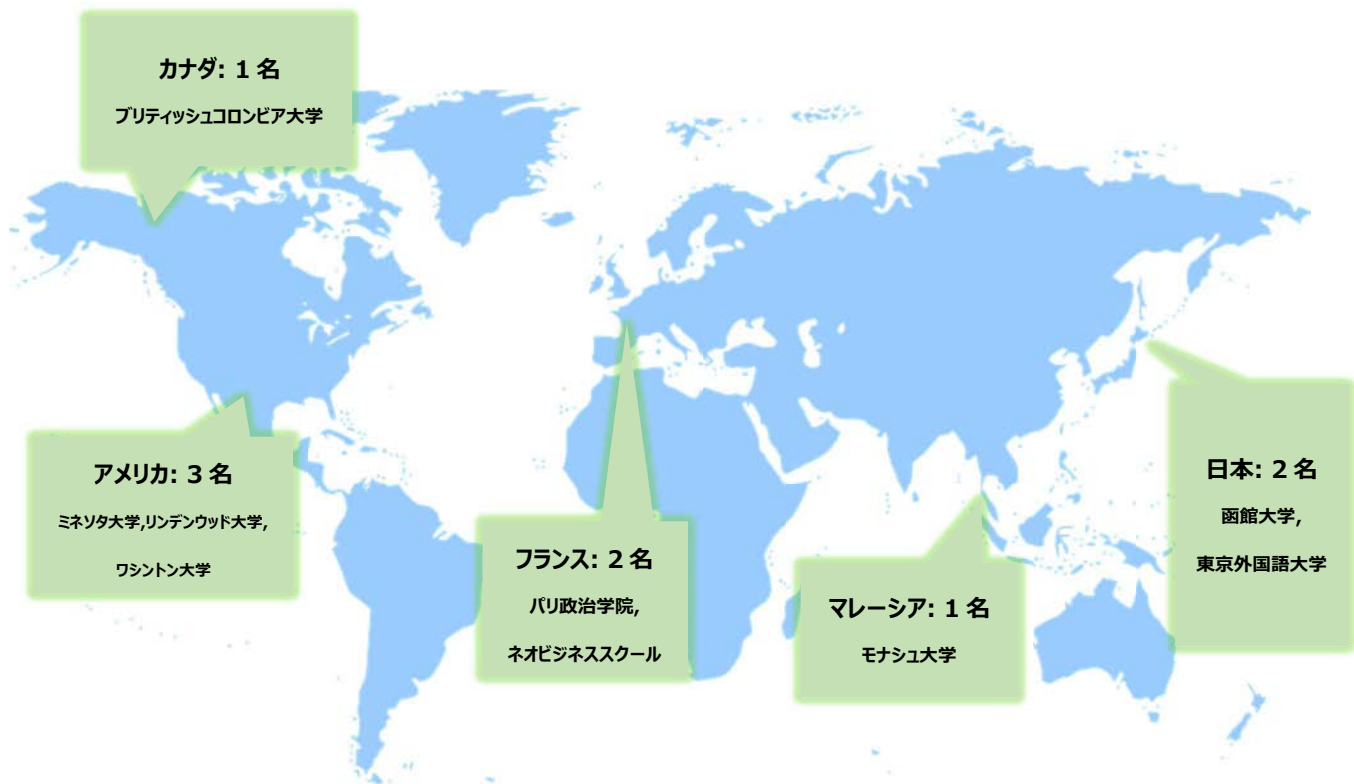 カナダ: 1 名
ブリティッシュコロンビア大学
アメリカ: 3 名
ミネソタ大学,リンデンウッド大学,
ワシントン大学
フランス: 2 名
パリ政治学院,
ネオビジネススクール
マレーシア: 1 名
モナシュ大学
日本: 2 名
函館大学,
東京外国語大学